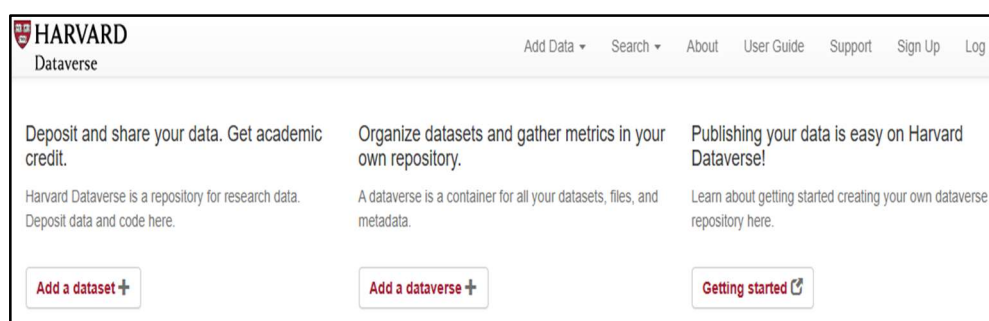 HARVARD
Dataverse
Add Data Search About User Guide Support Sign Up Log
Deposit and share your data. Get academic
credit.
Harvard Dataverse is a repository for research data.
Deposit data and code here.
Add a dataset +
Organize datasets and gather metrics in your
own repository.
A dataverse is a container for all your datasets, files, and
metadata.
Add a dataverse +
Publishing your data is easy on Harvard
Dataverse!
Learn about getting started creating your own dataverse
repository here.
Getting started